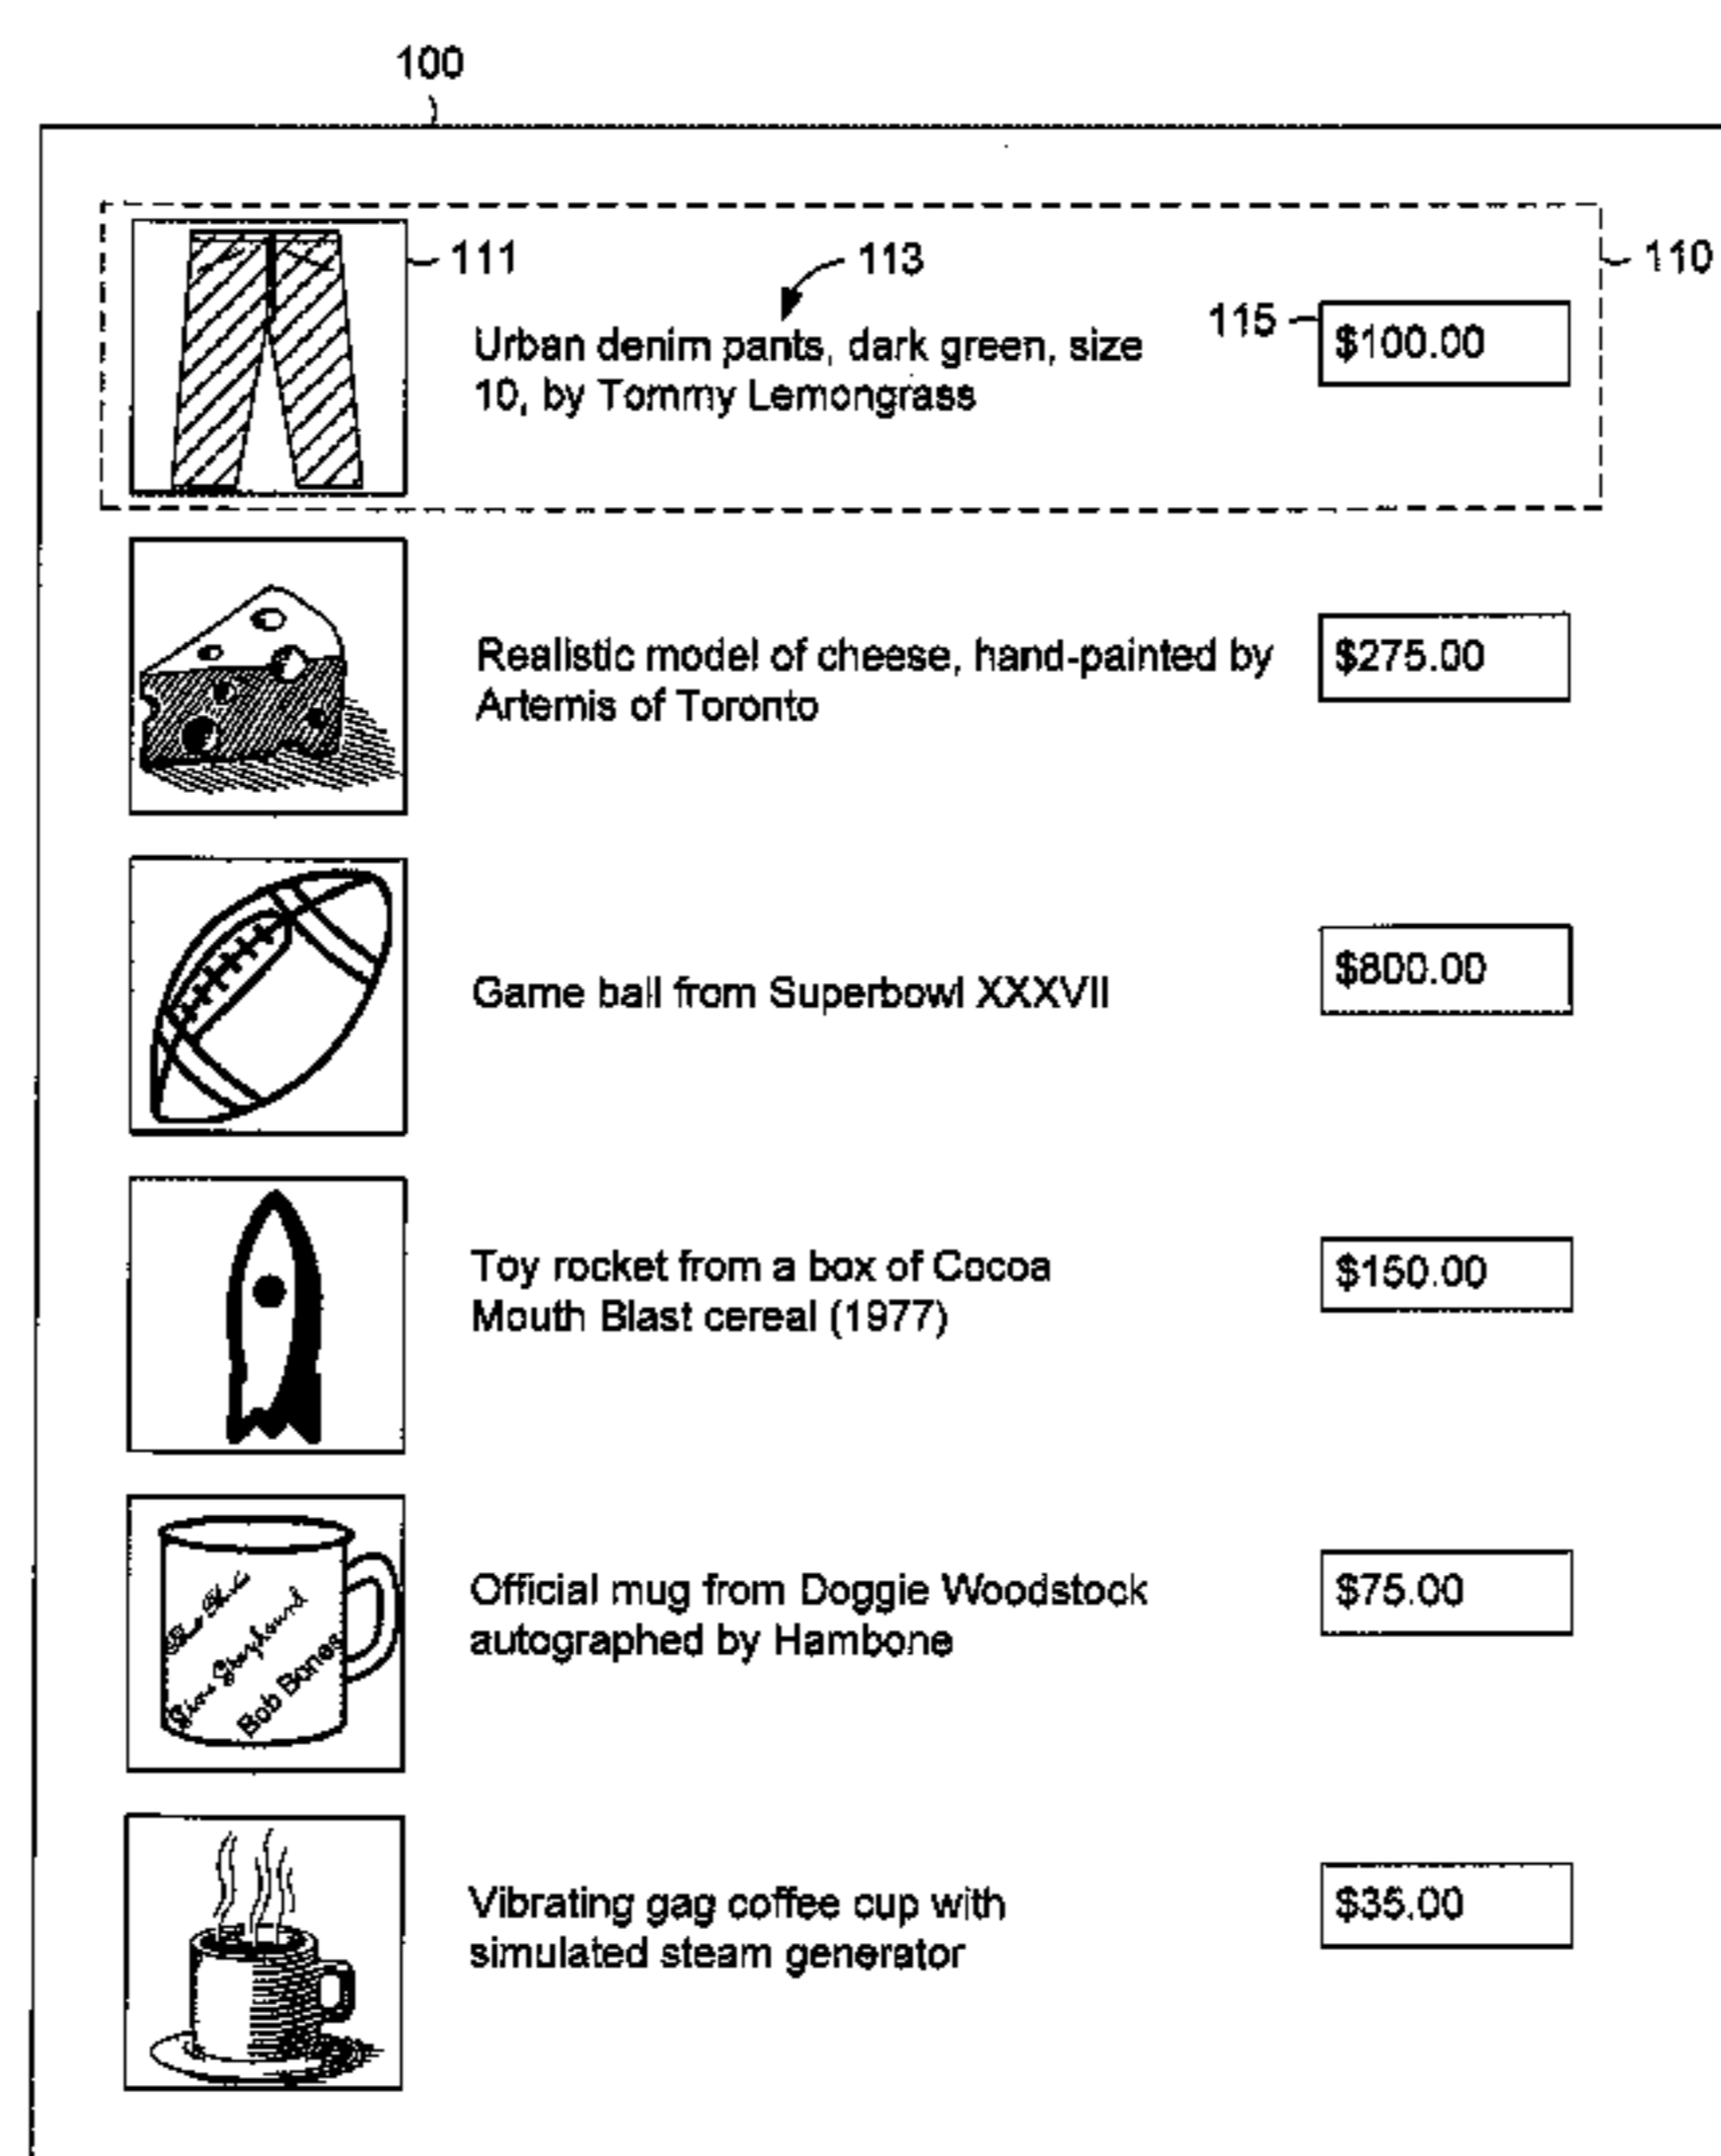 100
111
113
110
Urban denim pants, dark green, size
10, by Tommy Lemongrass
115
$100.00
Realistic model of cheese, hand-painted by
Artemis of Toronto
$275.00
Game ball from Superbowl XXXVII
$800.00
Toy rocket from a box of Cocoa
Mouth Blast cereal (1977)
$150.00
Bob Bones
Official mug from Doggie Woodstock
autographed by Hambone
$75.00
Vibrating gag coffee cup with
simulated steam generator
$35.00